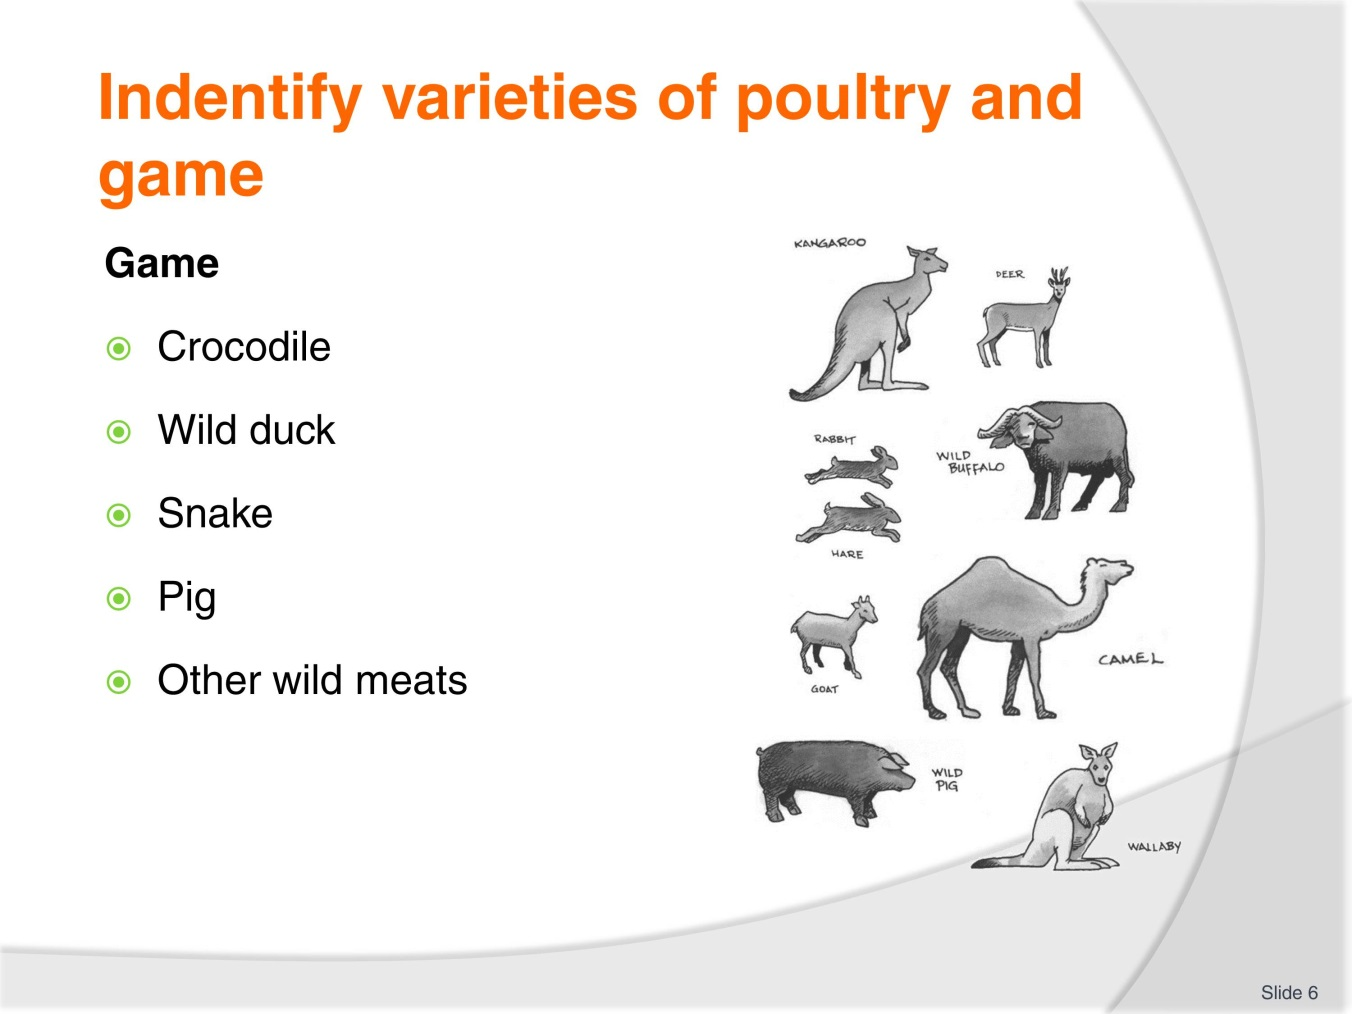 Indentify varieties of poultry and
game
Game
Crocodile
Wild duck
Snake
Pig
Other wild meats
KANGAROO
DEER
RABBIT
WILD
BUFFALO
HARE
GOAT
CAMEL
WILD
PIG
WALLABY
Slide 6